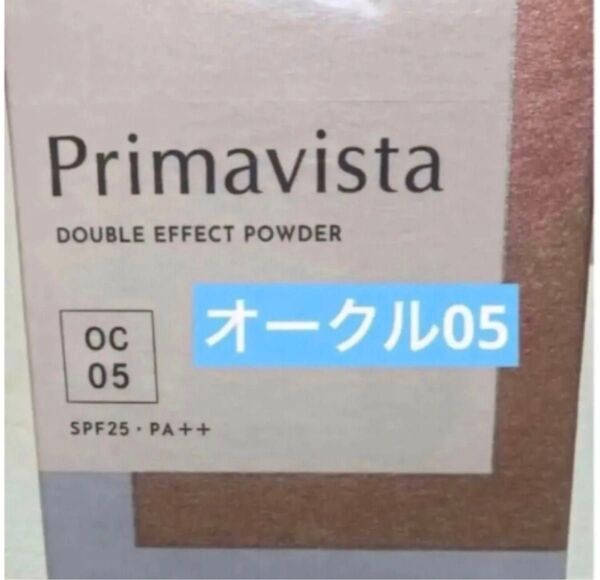 Primavista
DOUBLE EFFECT POWDER
オークル05
OC
05
SPF25・PA++